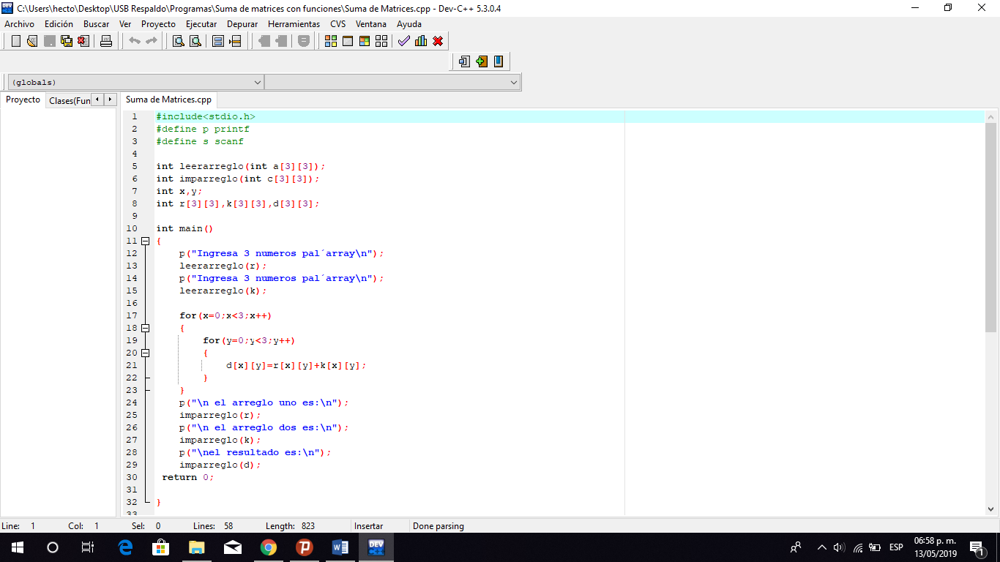 C:\Users\hecto\Desktop\USB Respaldo\Programas\Suma de matrices con funciones\Suma de Matrices.cpp - Dev-C++ 5.3.0.4
Archivo Edición Buscar Ver Proyecto Ejecutar Depurar Herramientas CVS Ventana Ayuda
(globals)
Proyecto Clases(Fun
Suma de Matrices.cpp
1 #include<stdio.h>
2 #define p printf
3 #define s scanf
4
5 int leerarreglo(int a[3][3]);
6 int imparreglo(int c[3][3]);
7 int x,y;
8 int r[3][3],k[3][3],d[3][3];
9
10 int main()
11 {
12     p("Ingresa 3 numeros pal´array\n");
13     leerarreglo(r);
14     p("Ingresa 3 numeros pal´array\n");
15     leerarreglo(k);
16
17     for(x=0;x<3;x++)
18     {
19         for(y=0;y<3;y++)
20         {
21             d[x][y]=r[x][y]+k[x][y];
22         }
23     }
24     p("\n el arreglo uno es:\n");
25     imparreglo(r);
26     p("\n el arreglo dos es:\n");
27     imparreglo(k);
28     p("\nel resultado es:\n");
29     imparreglo(d);
30  return 0;
31
32 }
33
Line: 1 Col: 1 Sel: 0 Lines: 58 Length: 823 Insertar Done parsing
DEV
ESP
06:58 p. m.
13/05/2019
1